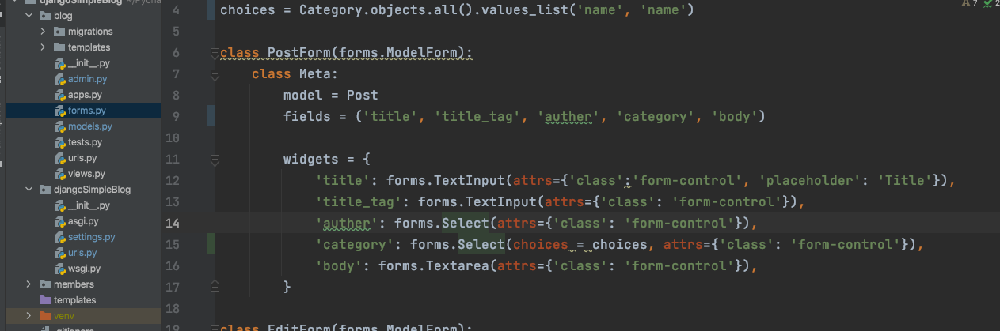 djangoSimpleBlog
blog
migrations
templates
__init__.py
admin.py
apps.py
forms.py
models.py
tests.py
urls.py
views.py
djangoSimpleBlog
__init__.py
asgi.py
settings.py
urls.py
wsgi.py
members
templates
venv
.gitignore
7 2
4 choices = Category.objects.all().values_list('name', 'name')
5
6 class PostForm(forms.ModelForm):
7 class Meta:
8 model = Post
9 fields = ('title', 'title_tag', 'auther', 'category', 'body')
10
11 widgets = {
12 'title': forms.TextInput(attrs={'class':'form-control', 'placeholder': 'Title'}),
13 'title_tag': forms.TextInput(attrs={'class': 'form-control'}),
14 'auther': forms.Select(attrs={'class': 'form-control'}),
15 'category': forms.Select(choices = choices, attrs={'class': 'form-control'}),
16 'body': forms.Textarea(attrs={'class': 'form-control'}),
17 }
18
19 class EditForm(forms.ModelForm):